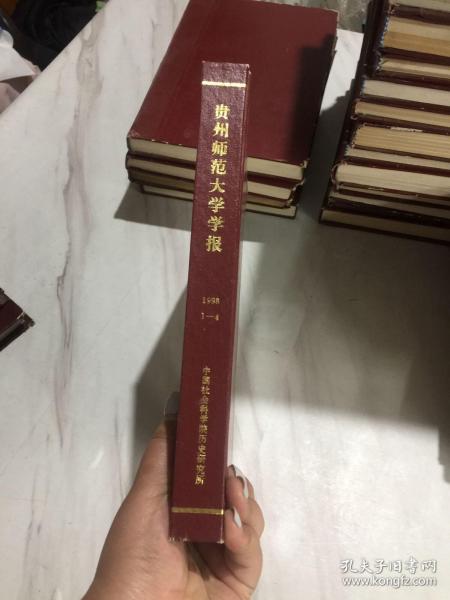 贵州师范大学学报
1998
1—4
中国社会科学院历史研究所
孔夫子旧书网
www.kongfz.com